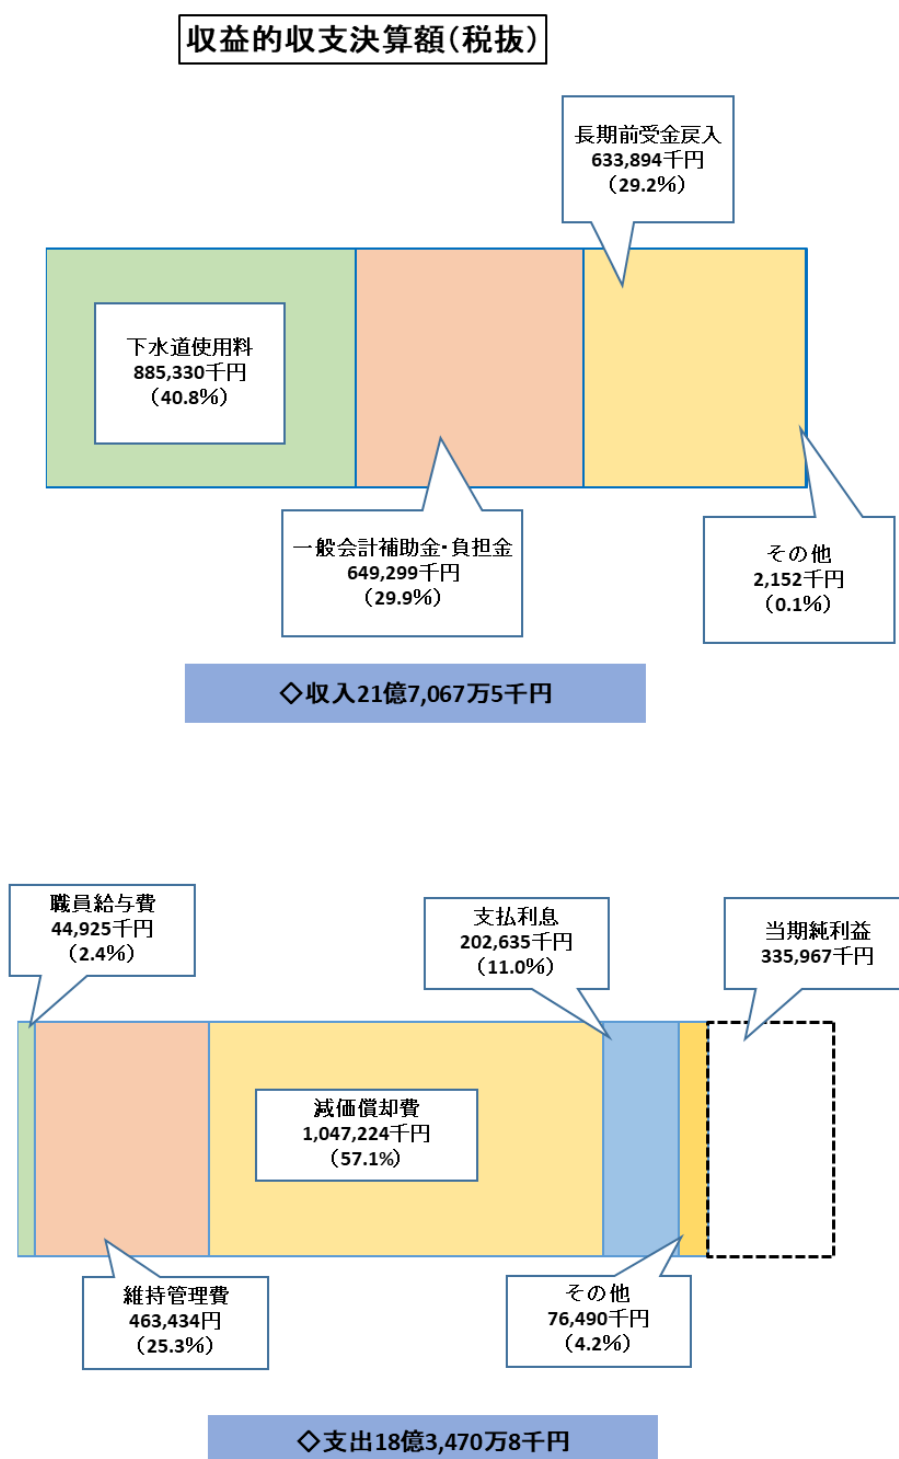 収益的収支決算額(税抜)
長期前受金戻入
633,894千円
(29.2%)
下水道使用料
885,330千円
(40.8%)
一般会計補助金・負担金
649,299千円
(29.9%)
その他
2,152千円
(0.1%)
◇収入21億7,067万5千円
職員給与費
44,925千円
(2.4%)
支払利息
202,635千円
(11.0%)
当期純利益
335,967千円
減価償却費
1,047,224千円
(57.1%)
維持管理費
463,434円
(25.3%)
その他
76,490千円
(4.2%)
◇支出18億3,470万8千円